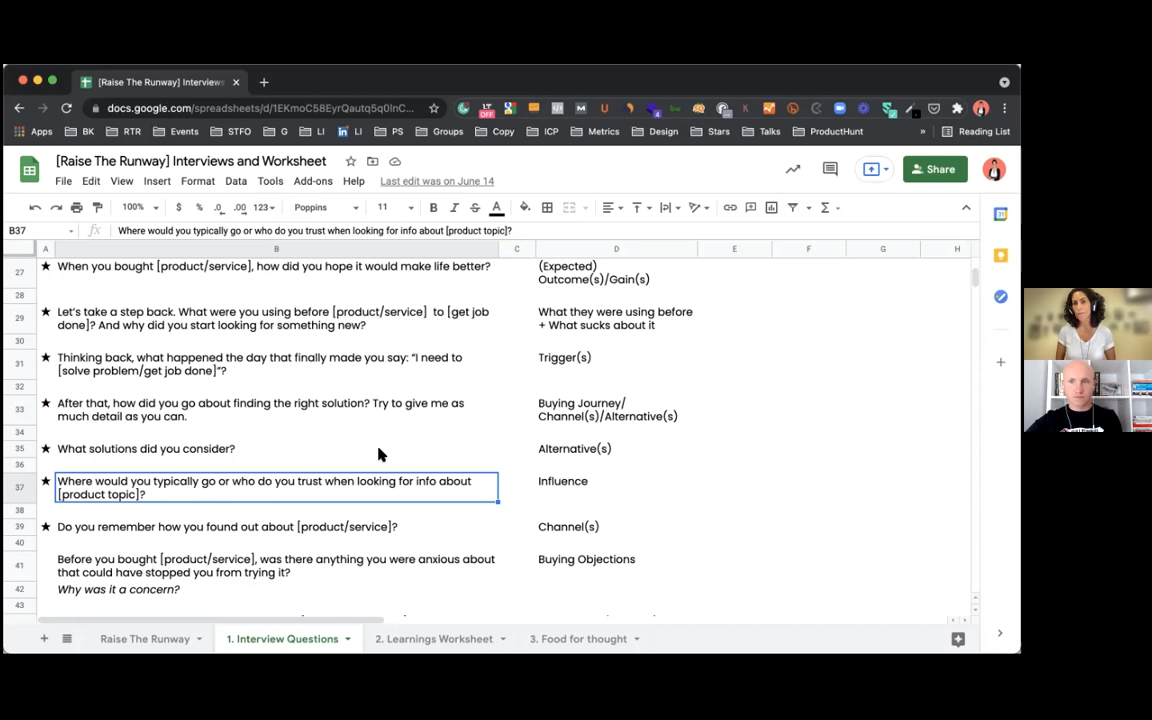 [Raise The Runway] Interviews
docs.google.com/spreadsheets/d/1EKmoC58EyrQautq5q0lnC...
Apps BK RTR Events STFO G LI LI PS Groups Copy ICP Metrics Design Stars Talks ProductHunt » Reading List
[Raise The Runway] Interviews and Worksheet
File Edit View Insert Format Data Tools Add-ons Help Last edit was on June 14
Share
100% $ % .0 .00 123 Poppins 11 B I S A
B37 fx Where would you typically go or who do you trust when looking for info about [product topic]?
A B C D E F G H
27 ★ When you bought [product/service], how did you hope it would make life better? (Expected)
Outcome(s)/Gain(s)
28
29 ★ Let's take a step back. What were you using before [product/service] to [get job What they were using before
done]? And why did you start looking for something new? + What sucks about it
30
31 ★ Thinking back, what happened the day that finally made you say: "I need to Trigger(s)
[solve problem/get job done]"?
32
33 ★ After that, how did you go about finding the right solution? Try to give me as Buying Journey/
much detail as you can. Channel(s)/Alternative(s)
34
35 ★ What solutions did you consider? Alternative(s)
36
37 ★ Where would you typically go or who do you trust when looking for info about Influence
[product topic]?
38
39 ★ Do you remember how you found out about [product/service]? Channel(s)
40
41 Before you bought [product/service], was there anything you were anxious about Buying Objections
that could have stopped you from trying it?
42 Why was it a concern?
43
Raise The Runway 1. Interview Questions 2. Learnings Worksheet 3. Food for thought